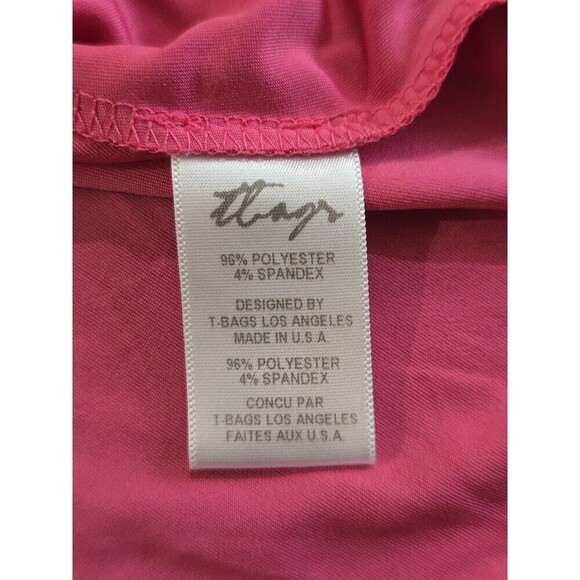 tbags
96% POLYESTER
4% SPANDEX
DESIGNED BY
T-BAGS LOS ANGELES
MADE IN U.S.A.
96% POLYESTER
4% SPANDEX
CONCU PAR
T-BAGS LOS ANGELES
FAITES AUX U.S.A.